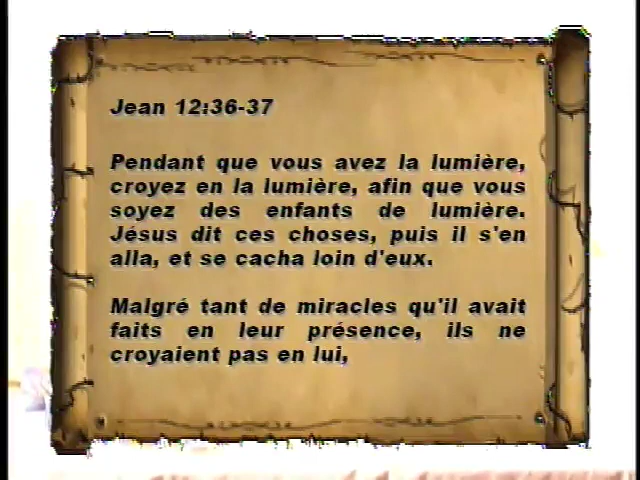 Jean 12:36-37
Pendant que vous avez la lumière,
croyez en la lumière, afin que vous
soyez des enfants de lumière.
Jésus dit ces choses, puis il s'en
alla, et se cacha loin d'eux.
Malgré tant de miracles qu'il avait
faits en leur présence, ils ne
croyaient pas en lui,